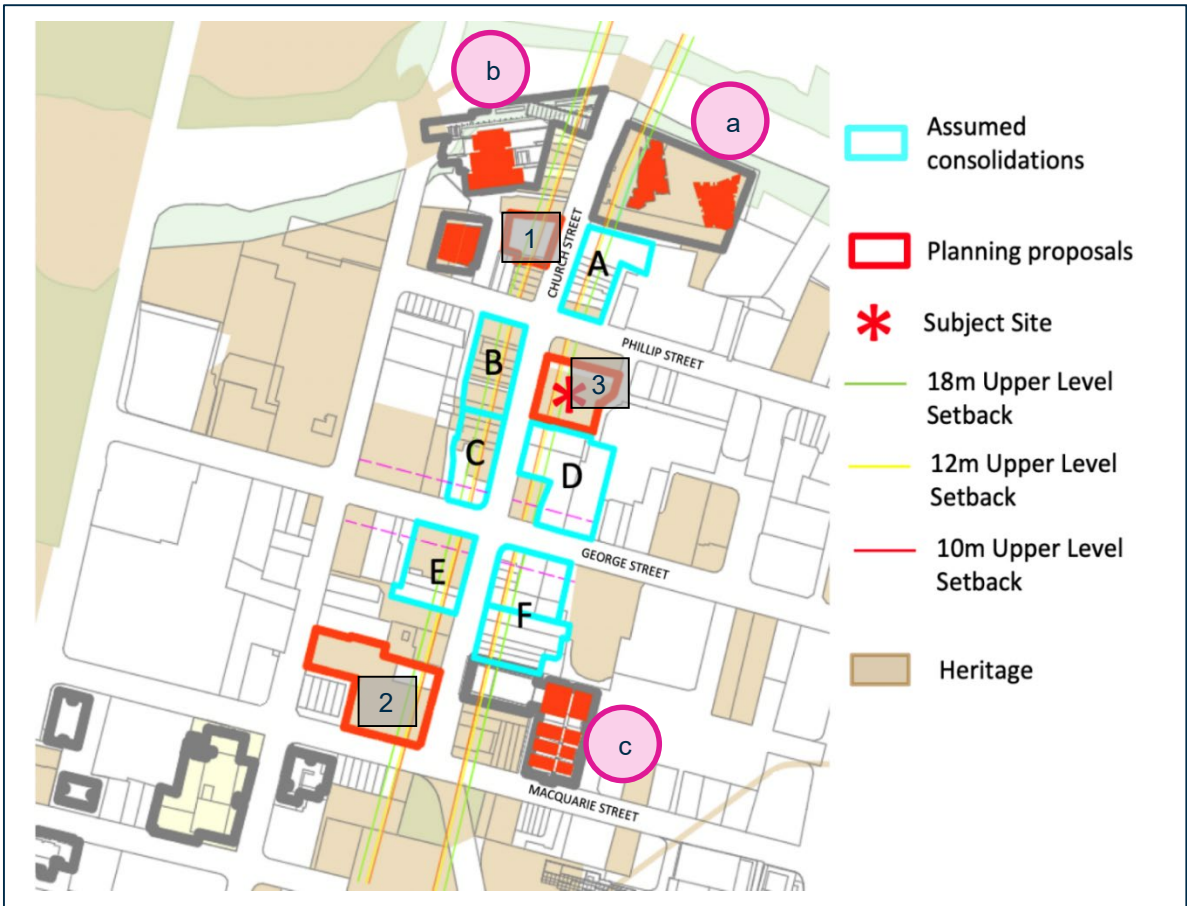 b
a
Assumed
consolidations
1
CHURCH STREET
A
Planning proposals
Subject Site
PHILLIP STREET
B
3
18m Upper Level
Setback
C
D
12m Upper Level
Setback
GEORGE STREET
10m Upper Level
Setback
E
F
Heritage
2
c
MACQUARIE STREET